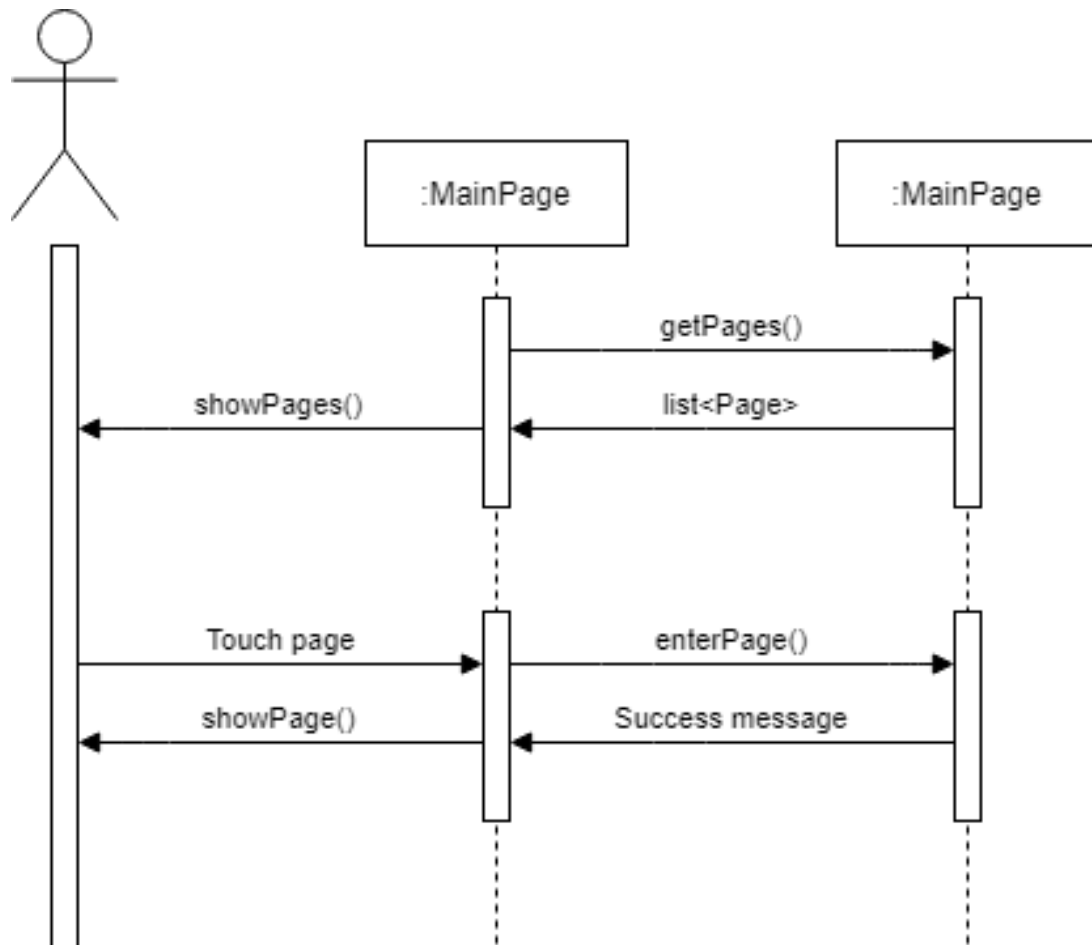 :MainPage
:MainPage
getPages()
showPages()
list<Page>
Touch page
enterPage()
showPage()
Success message